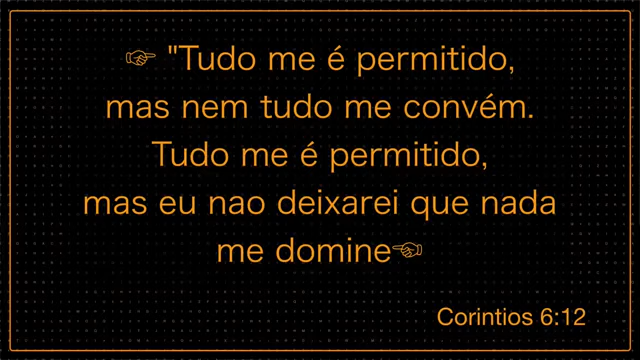 ☞ "Tudo me é permitido,
mas nem tudo me convém.
Tudo me é permitido,
mas eu nao deixarei que nada
me domine☜
Corintios 6:12